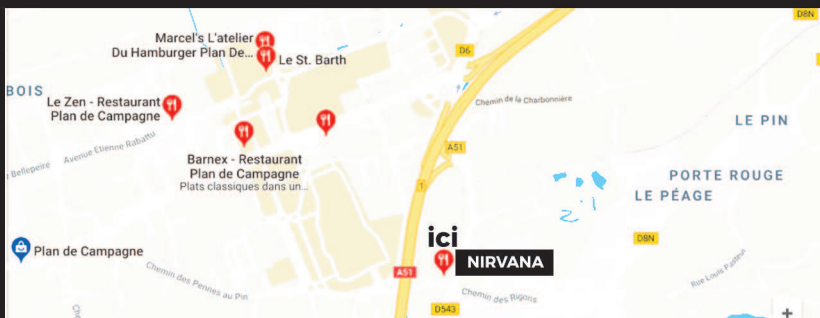 D8N
Marcel's L'atelier
Du Hamburger Plan De...
Le St. Barth
D6
BOIS
Le Zen - Restaurant
Plan de Campagne
Chemin de la Charbonnière
LE PIN
Bellepeire
Avenue Etienne Rabattu
A51
Barnex - Restaurant
Plan de Campagne
Plats classiques dans un...
1
PORTE ROUGE
LE PÉAGE
ici
D8N
Plan de Campagne
NIRVANA
A51
Chemin des Pennes au Pin
Rue Louis Pasteur
Chemin des Rigons
D543
+